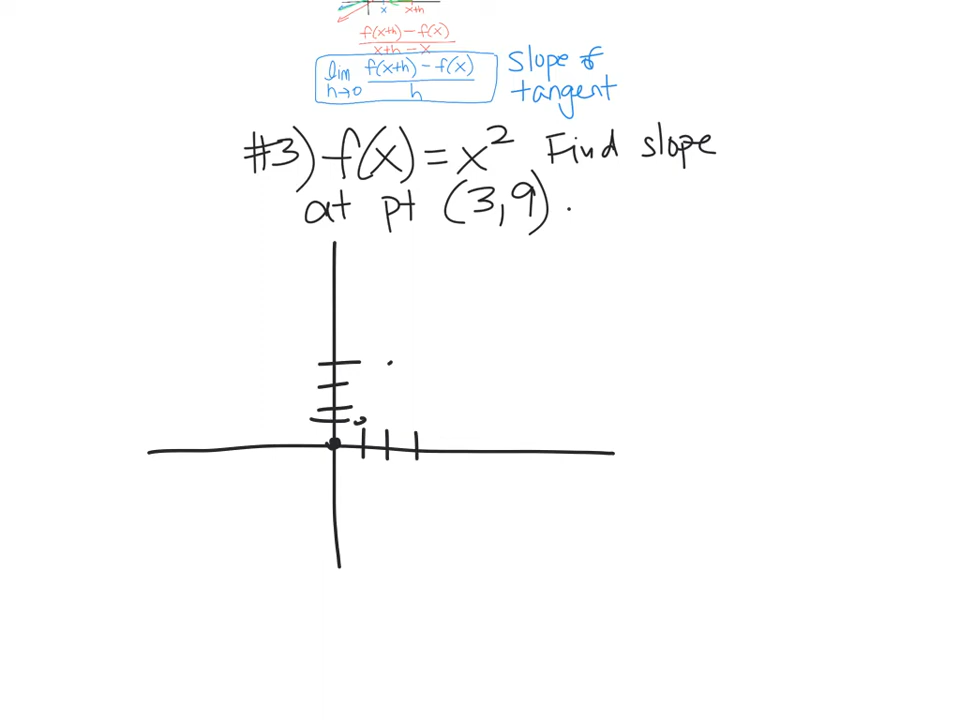 x x+h
f(x+h) - f(x)
x+h - x
lim h→0 f(x+h) - f(x) / h
Slope of
tangent
#3) f(x) = x² Find slope
at pt (3,9).